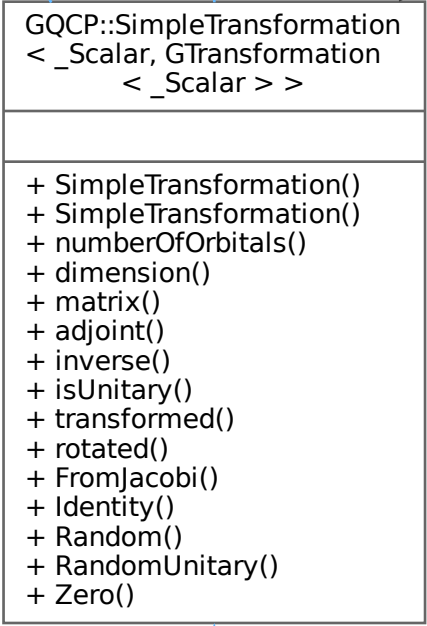 GQCP::SimpleTransformation
< _Scalar, GTransformation
< _Scalar > >
+ SimpleTransformation()
+ SimpleTransformation()
+ numberOfOrbitals()
+ dimension()
+ matrix()
+ adjoint()
+ inverse()
+ isUnitary()
+ transformed()
+ rotated()
+ FromJacobi()
+ Identity()
+ Random()
+ RandomUnitary()
+ Zero()